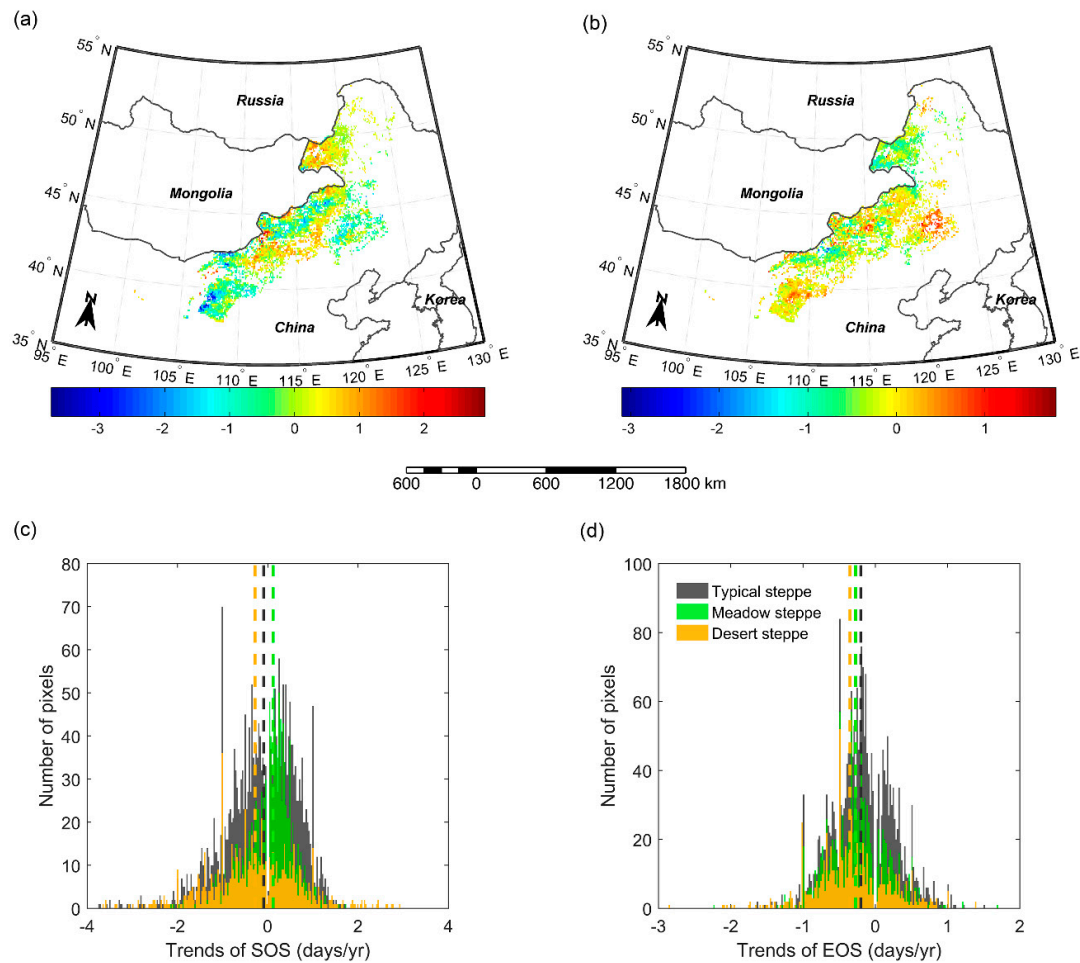 (a)
(b)
55° N
50° N
45° N
40° N
35° N
95° E
100° E
105° E
110° E
115° E
120° E
125° E
130° E
Russia
Mongolia
China
Korea
N
-3 -2 -1 0 1 2
55° N
50° N
45° N
40° N
35° N
95° E
100° E
105° E
110° E
115° E
120° E
125° E
130° E
Russia
Mongolia
China
Korea
N
-3 -2 -1 0 1
600 0 600 1200 1800 km
(c)
80
70
60
50
40
30
20
10
0
Number of pixels
-4 -2 0 2 4
Trends of SOS (days/yr)
(d)
100
80
60
40
20
0
Number of pixels
Typical steppe
Meadow steppe
Desert steppe
-3 -2 -1 0 1 2
Trends of EOS (days/yr)